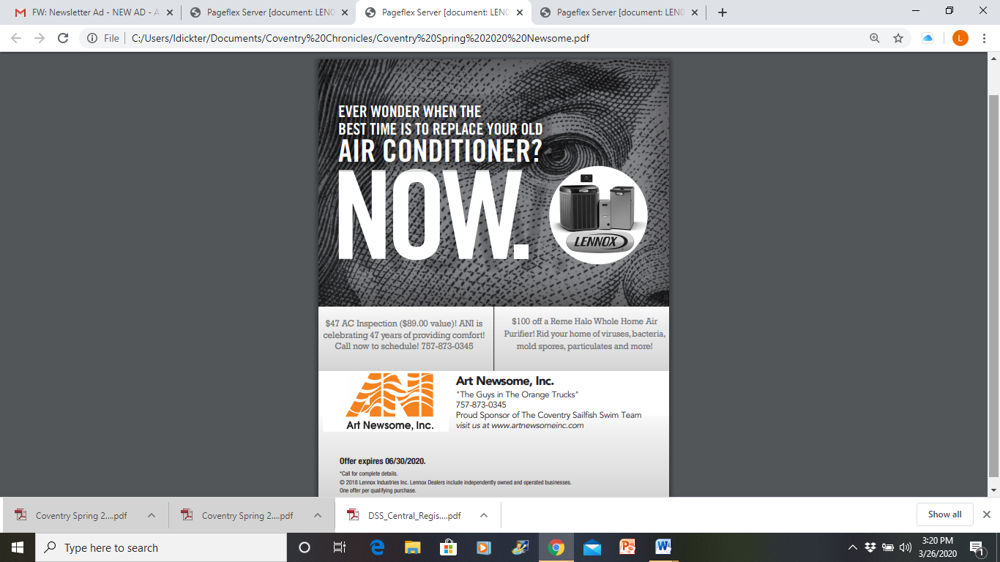 FW: Newsletter Ad - NEW AD - A
Pageflex Server [document: LENO
Pageflex Server [document: LENO
Pageflex Server [document: LENO
File
C:/Users/ldickter/Documents/Coventry%20Chronicles/Coventry%20Spring%202020%20Newsome.pdf
L
EVER WONDER WHEN THE
BEST TIME IS TO REPLACE YOUR OLD
AIR CONDITIONER?
NOW.
LENNOX
$47 AC Inspection ($89.00 value)! ANI is
celebrating 47 years of providing comfort!
Call now to schedule! 757-873-0345
$100 off a Reme Halo Whole Home Air
Purifier! Rid your home of viruses, bacteria,
mold spores, particulates and more!
ANI
Art Newsome, Inc.
Art Newsome, Inc.
"The Guys in The Orange Trucks"
757-873-0345
Proud Sponsor of The Coventry Sailfish Swim Team
visit us at www.artnewsomeinc.com
Offer expires 06/30/2020.
*Call for complete details.
© 2018 Lennox Industries Inc. Lennox Dealers include independently owned and operated businesses.
One offer per qualifying purchase.
Coventry Spring 2....pdf
Coventry Spring 2....pdf
DSS_Central_Regis....pdf
Show all
Type here to search
3:20 PM
3/26/2020
1